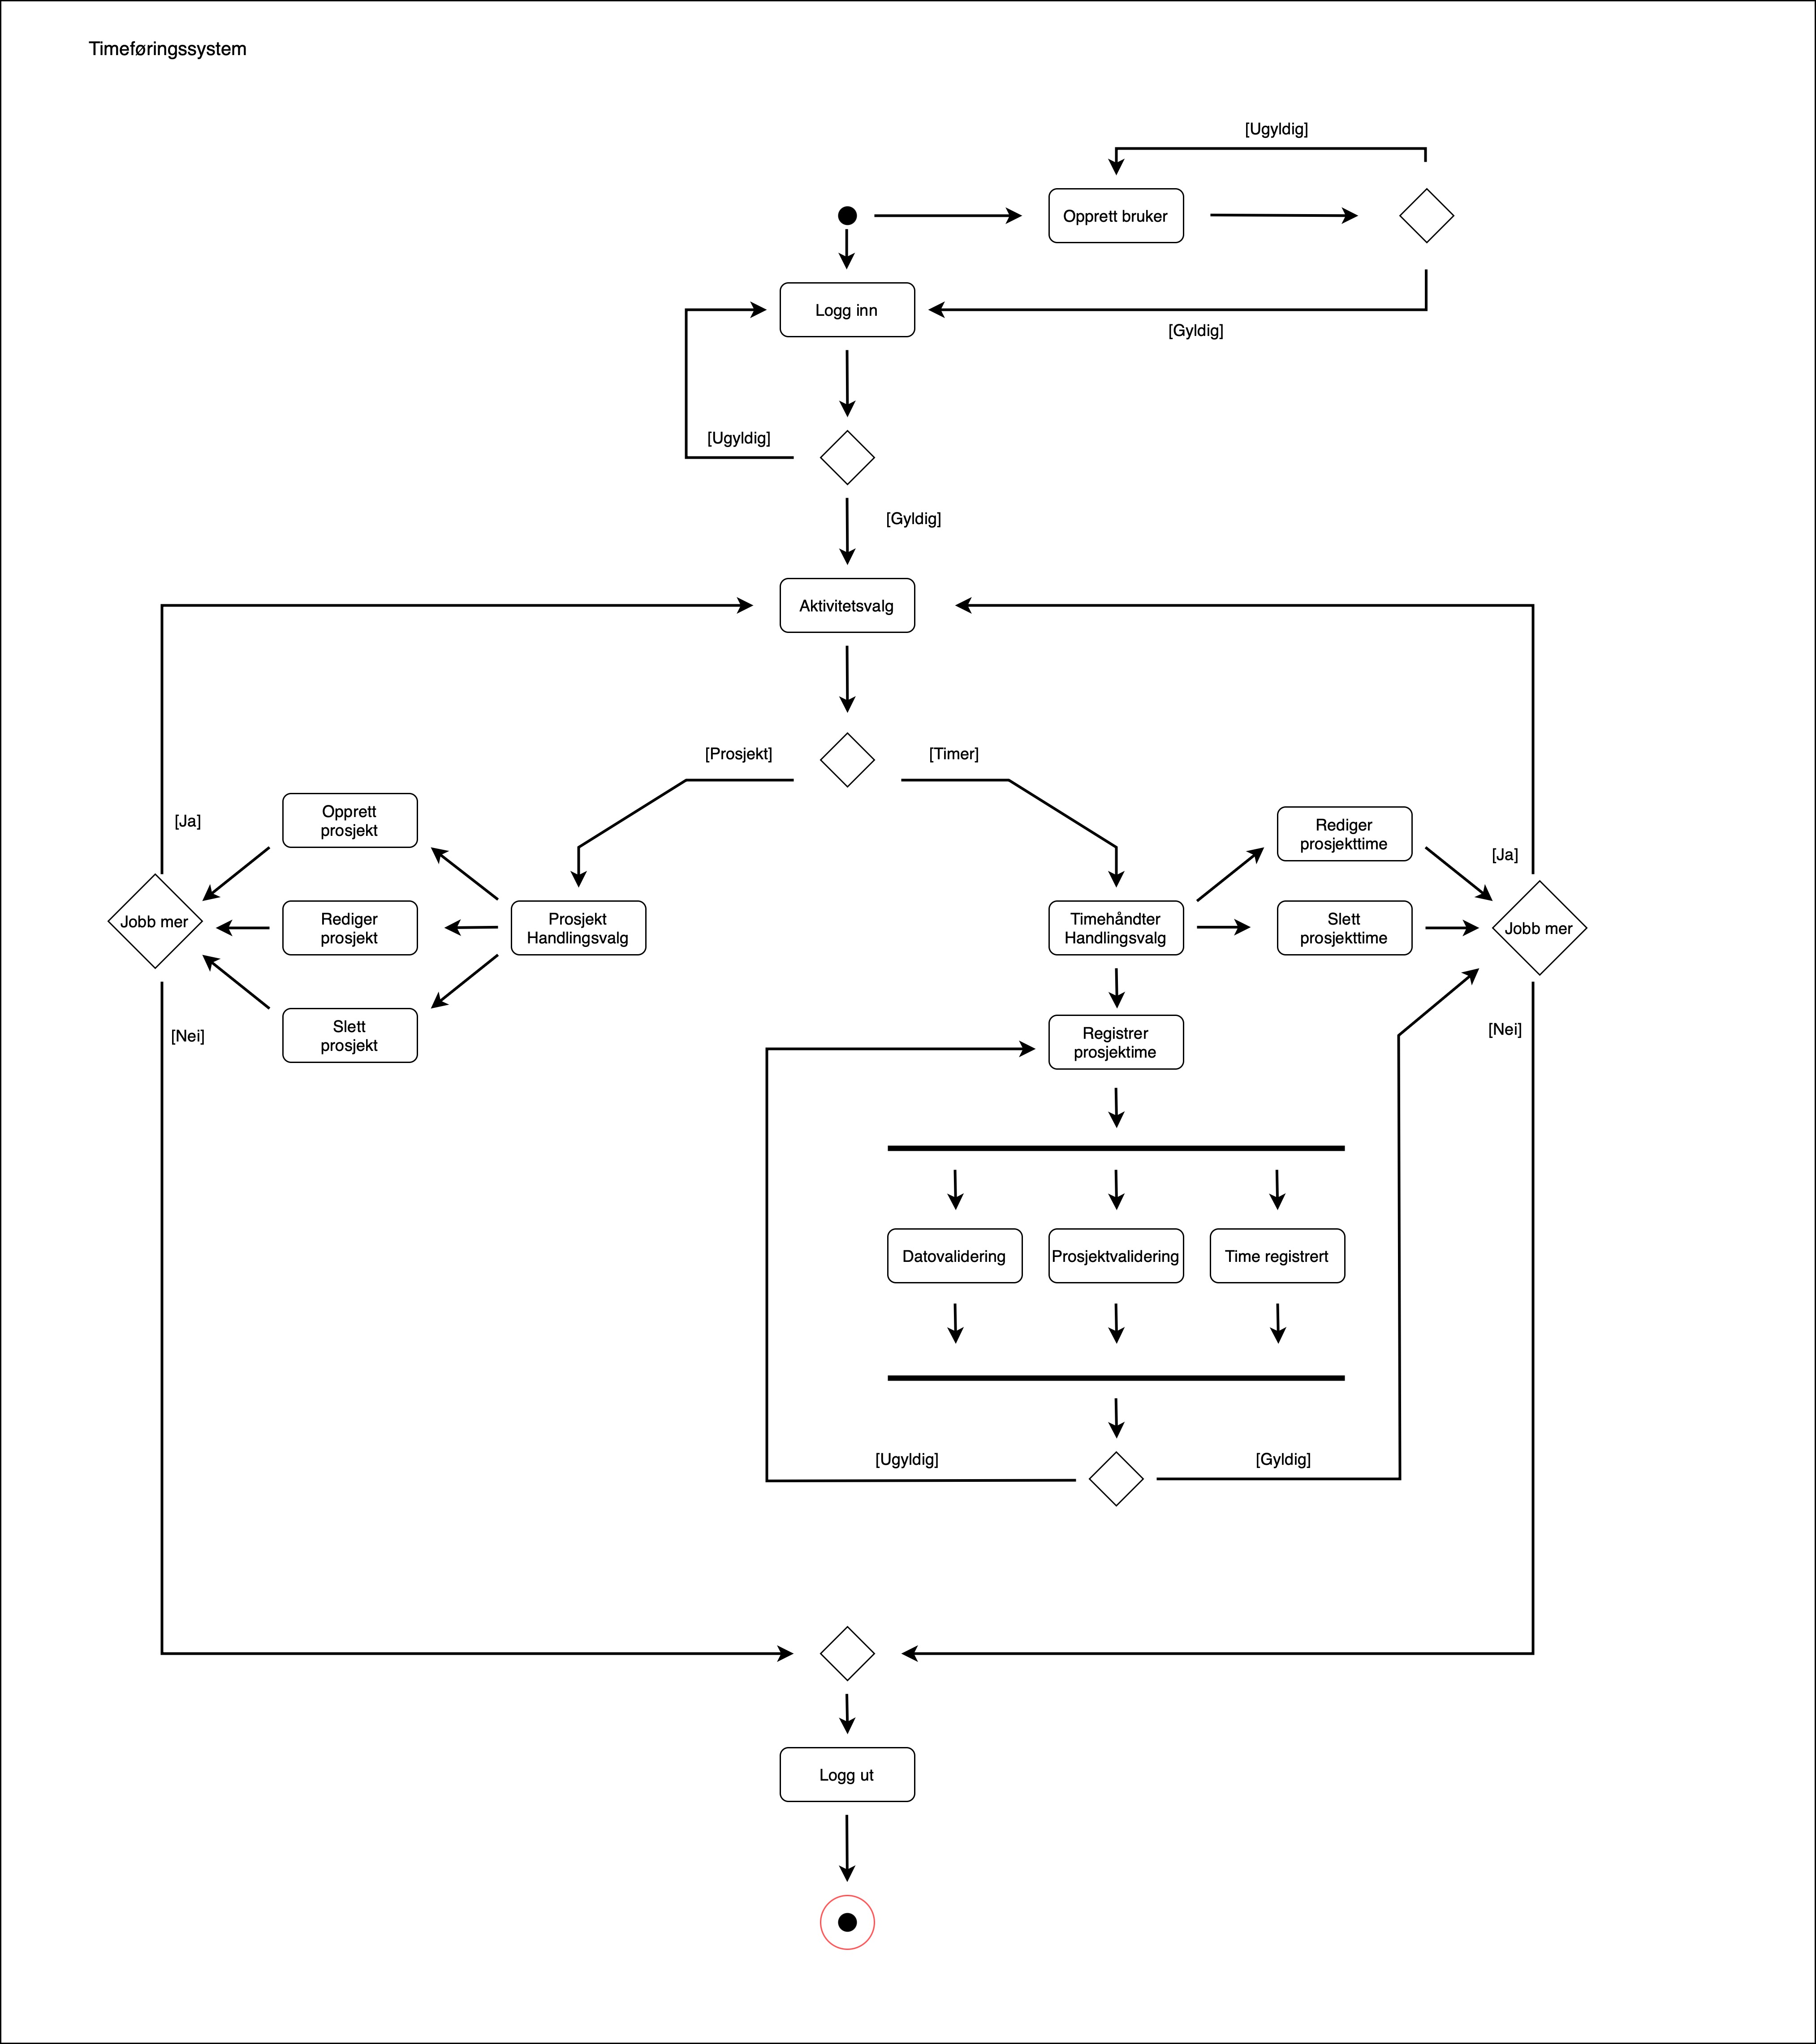 Timeføringssystem
[Ugyldig]
Opprett bruker
Logg inn
[Gyldig]
[Ugyldig]
[Gyldig]
Aktivitetsvalg
[Prosjekt]
[Timer]
[Ja]
Opprett
prosjekt
Rediger
prosjekttime
[Ja]
Jobb mer
Rediger
prosjekt
Prosjekt
Handlingsvalg
Timehåndter
Handlingsvalg
Slett
prosjekttime
Jobb mer
[Nei]
Slett
prosjekt
Registrer
prosjektime
[Nei]
Datovalidering
Prosjektvalidering
Time registrert
[Ugyldig]
[Gyldig]
Logg ut